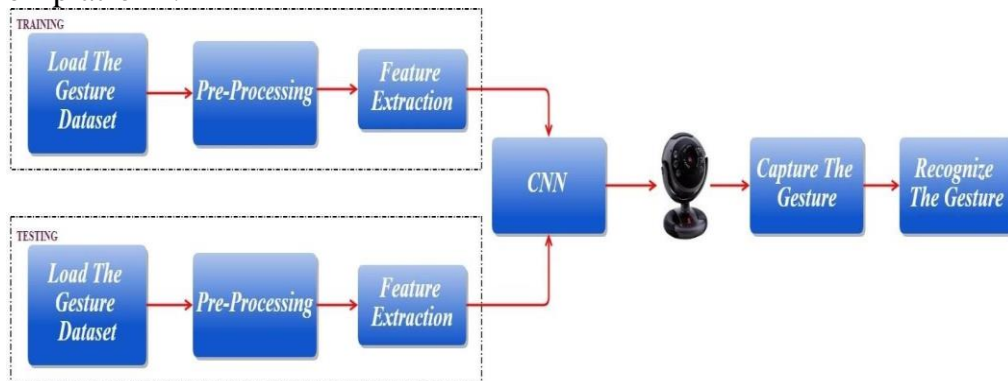 TRAINING
Load The
Gesture
Dataset
Pre-Processing
Feature
Extraction
CNN
Capture The
Gesture
Recognize
The Gesture
TESTING
Load The
Gesture
Dataset
Pre-Processing
Feature
Extraction